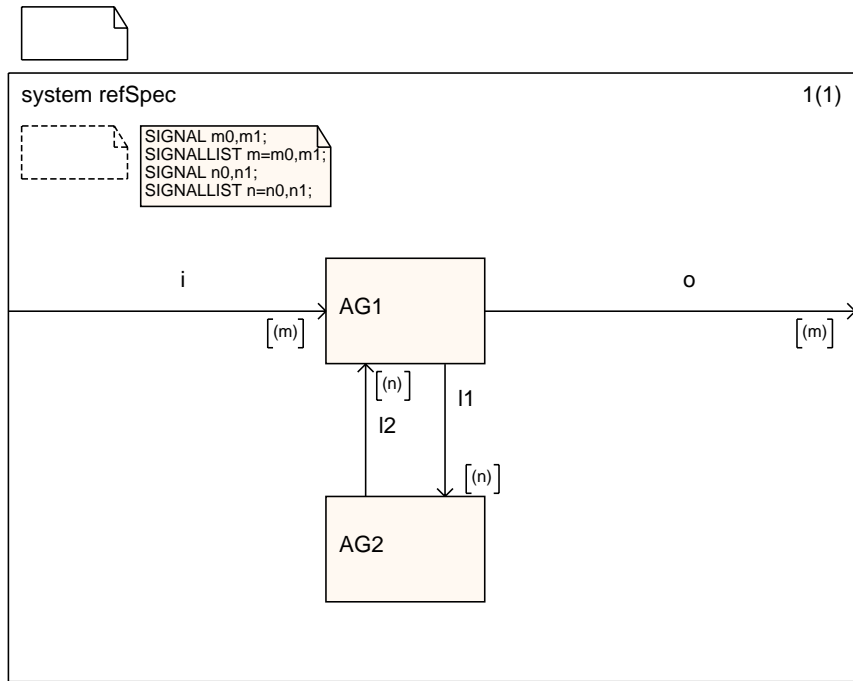 system refSpec
1(1)
SIGNAL m0,m1;
SIGNALLIST m=m0,m1;
SIGNAL n0,n1;
SIGNALLIST n=n0,n1;
i
o
AG1
[(m)]
[(m)]
[(n)]
l1
l2
[(n)]
AG2